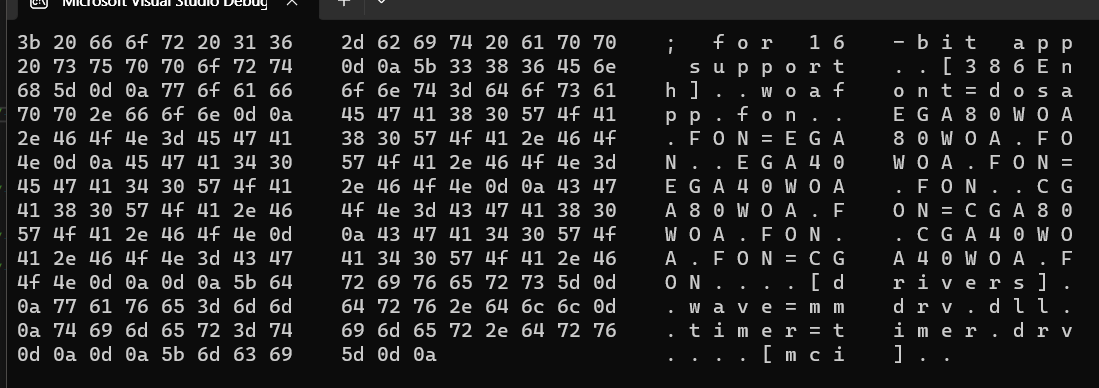 Microsoft Visual Studio Debug
3b 20 66 6f 72 20 31 36 2d 62 69 74 20 61 70 70 ; for 16 -bit app
20 73 75 70 70 6f 72 74 0d 0a 5b 33 38 36 45 6e support ..[386En
68 5d 0d 0a 77 6f 61 66 6f 6e 74 3d 64 6f 73 61 h]..woaf ont=dosa
70 70 2e 66 6f 6e 0d 0a 45 47 41 38 30 57 4f 41 pp.fon.. EGA80WOA
2e 46 4f 4e 3d 45 47 41 38 30 57 4f 41 2e 46 4f .FON=EGA 80WOA.FO
4e 0d 0a 45 47 41 34 30 57 4f 41 2e 46 4f 4e 3d N..EGA40 WOA.FON=
45 47 41 34 30 57 4f 41 2e 46 4f 4e 0d 0a 43 47 EGA40WOA .FON..CG
41 38 30 57 4f 41 2e 46 4f 4e 3d 43 47 41 38 30 A80WOA.F ON=CGA80
57 4f 41 2e 46 4f 4e 0d 0a 43 47 41 34 30 57 4f WOA.FON. .CGA40WO
41 2e 46 4f 4e 3d 43 47 41 34 30 57 4f 41 2e 46 A.FON=CG A40WOA.F
4f 4e 0d 0a 0d 0a 5b 64 72 69 76 65 72 73 5d 0d ON....[d rivers].
0a 77 61 76 65 3d 6d 6d 64 72 76 2e 64 6c 6c 0d .wave=mm drv.dll.
0a 74 69 6d 65 72 3d 74 69 6d 65 72 2e 64 72 76 .timer=t imer.drv
0d 0a 0d 0a 5b 6d 63 69 5d 0d 0a ....[mci ]..